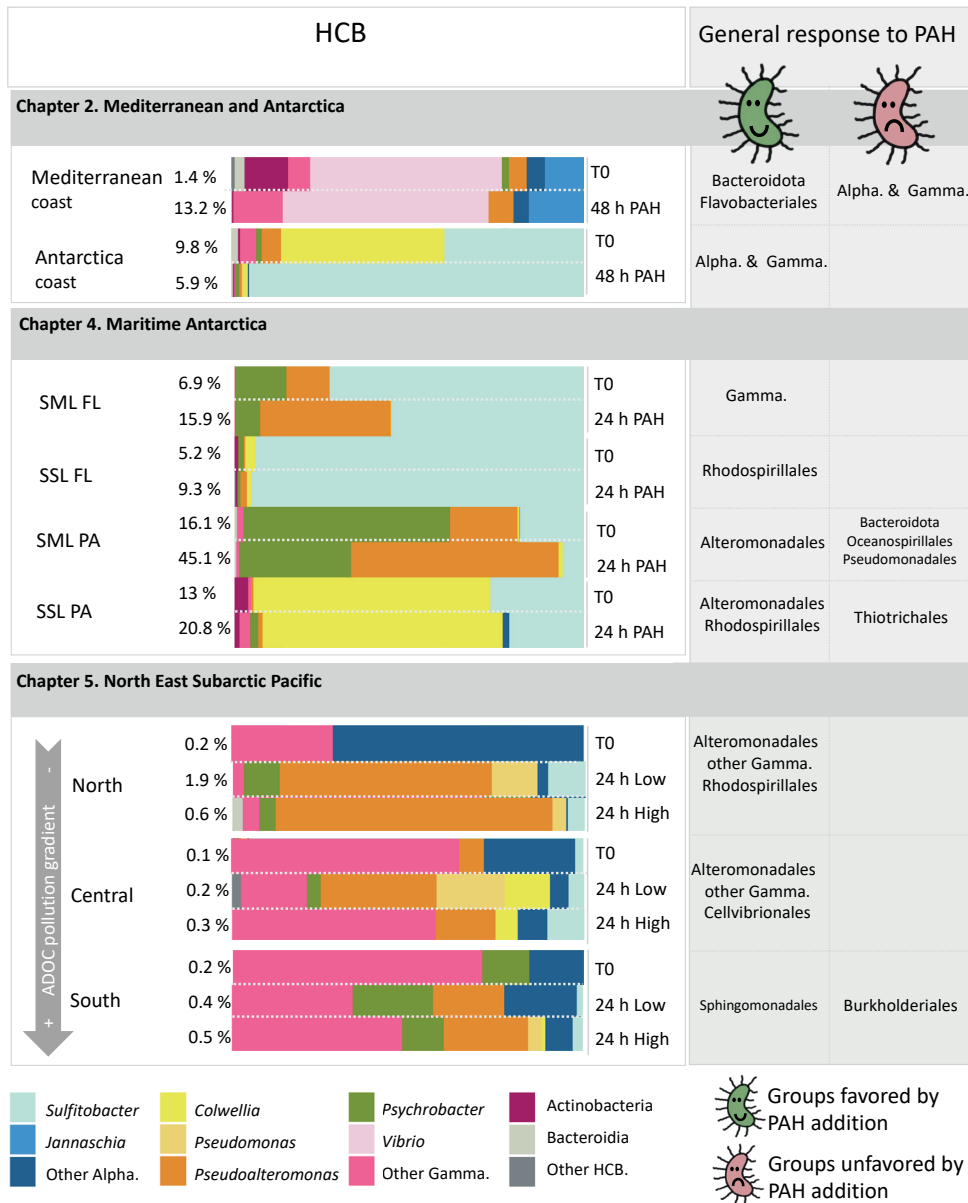 HCB
General response to PAH
Chapter 2. Mediterranean and Antarctica
Mediterranean
coast
1.4 %
T0
13.2 %
48 h PAH
Bacteroidota
Flavobacteriales
Alpha. & Gamma.
Antarctica
coast
9.8 %
T0
5.9 %
48 h PAH
Alpha. & Gamma.
Chapter 4. Maritime Antarctica
SML FL
6.9 %
T0
15.9 %
24 h PAH
Gamma.
SSL FL
5.2 %
T0
9.3 %
24 h PAH
Rhodospirillales
SML PA
16.1 %
T0
45.1 %
24 h PAH
Alteromonadales
Bacteroidota
Oceanospirillales
Pseudomonadales
SSL PA
13 %
T0
20.8 %
24 h PAH
Alteromonadales
Rhodospirillales
Thiotrichales
Chapter 5. North East Subarctic Pacific
+ ADOC pollution gradient -
North
0.2 %
T0
1.9 %
24 h Low
0.6 %
24 h High
Alteromonadales
other Gamma.
Rhodospirillales
Central
0.1 %
T0
0.2 %
24 h Low
0.3 %
24 h High
Alteromonadales
other Gamma.
Cellvibrionales
South
0.2 %
T0
0.4 %
24 h Low
0.5 %
24 h High
Sphingomonadales
Burkholderiales
Sulfitobacter
Colwellia
Psychrobacter
Actinobacteria
Jannaschia
Pseudomonas
Vibrio
Bacteroidia
Other Alpha.
Pseudoalteromonas
Other Gamma.
Other HCB.
Groups favored by
PAH addition
Groups unfavored by
PAH addition